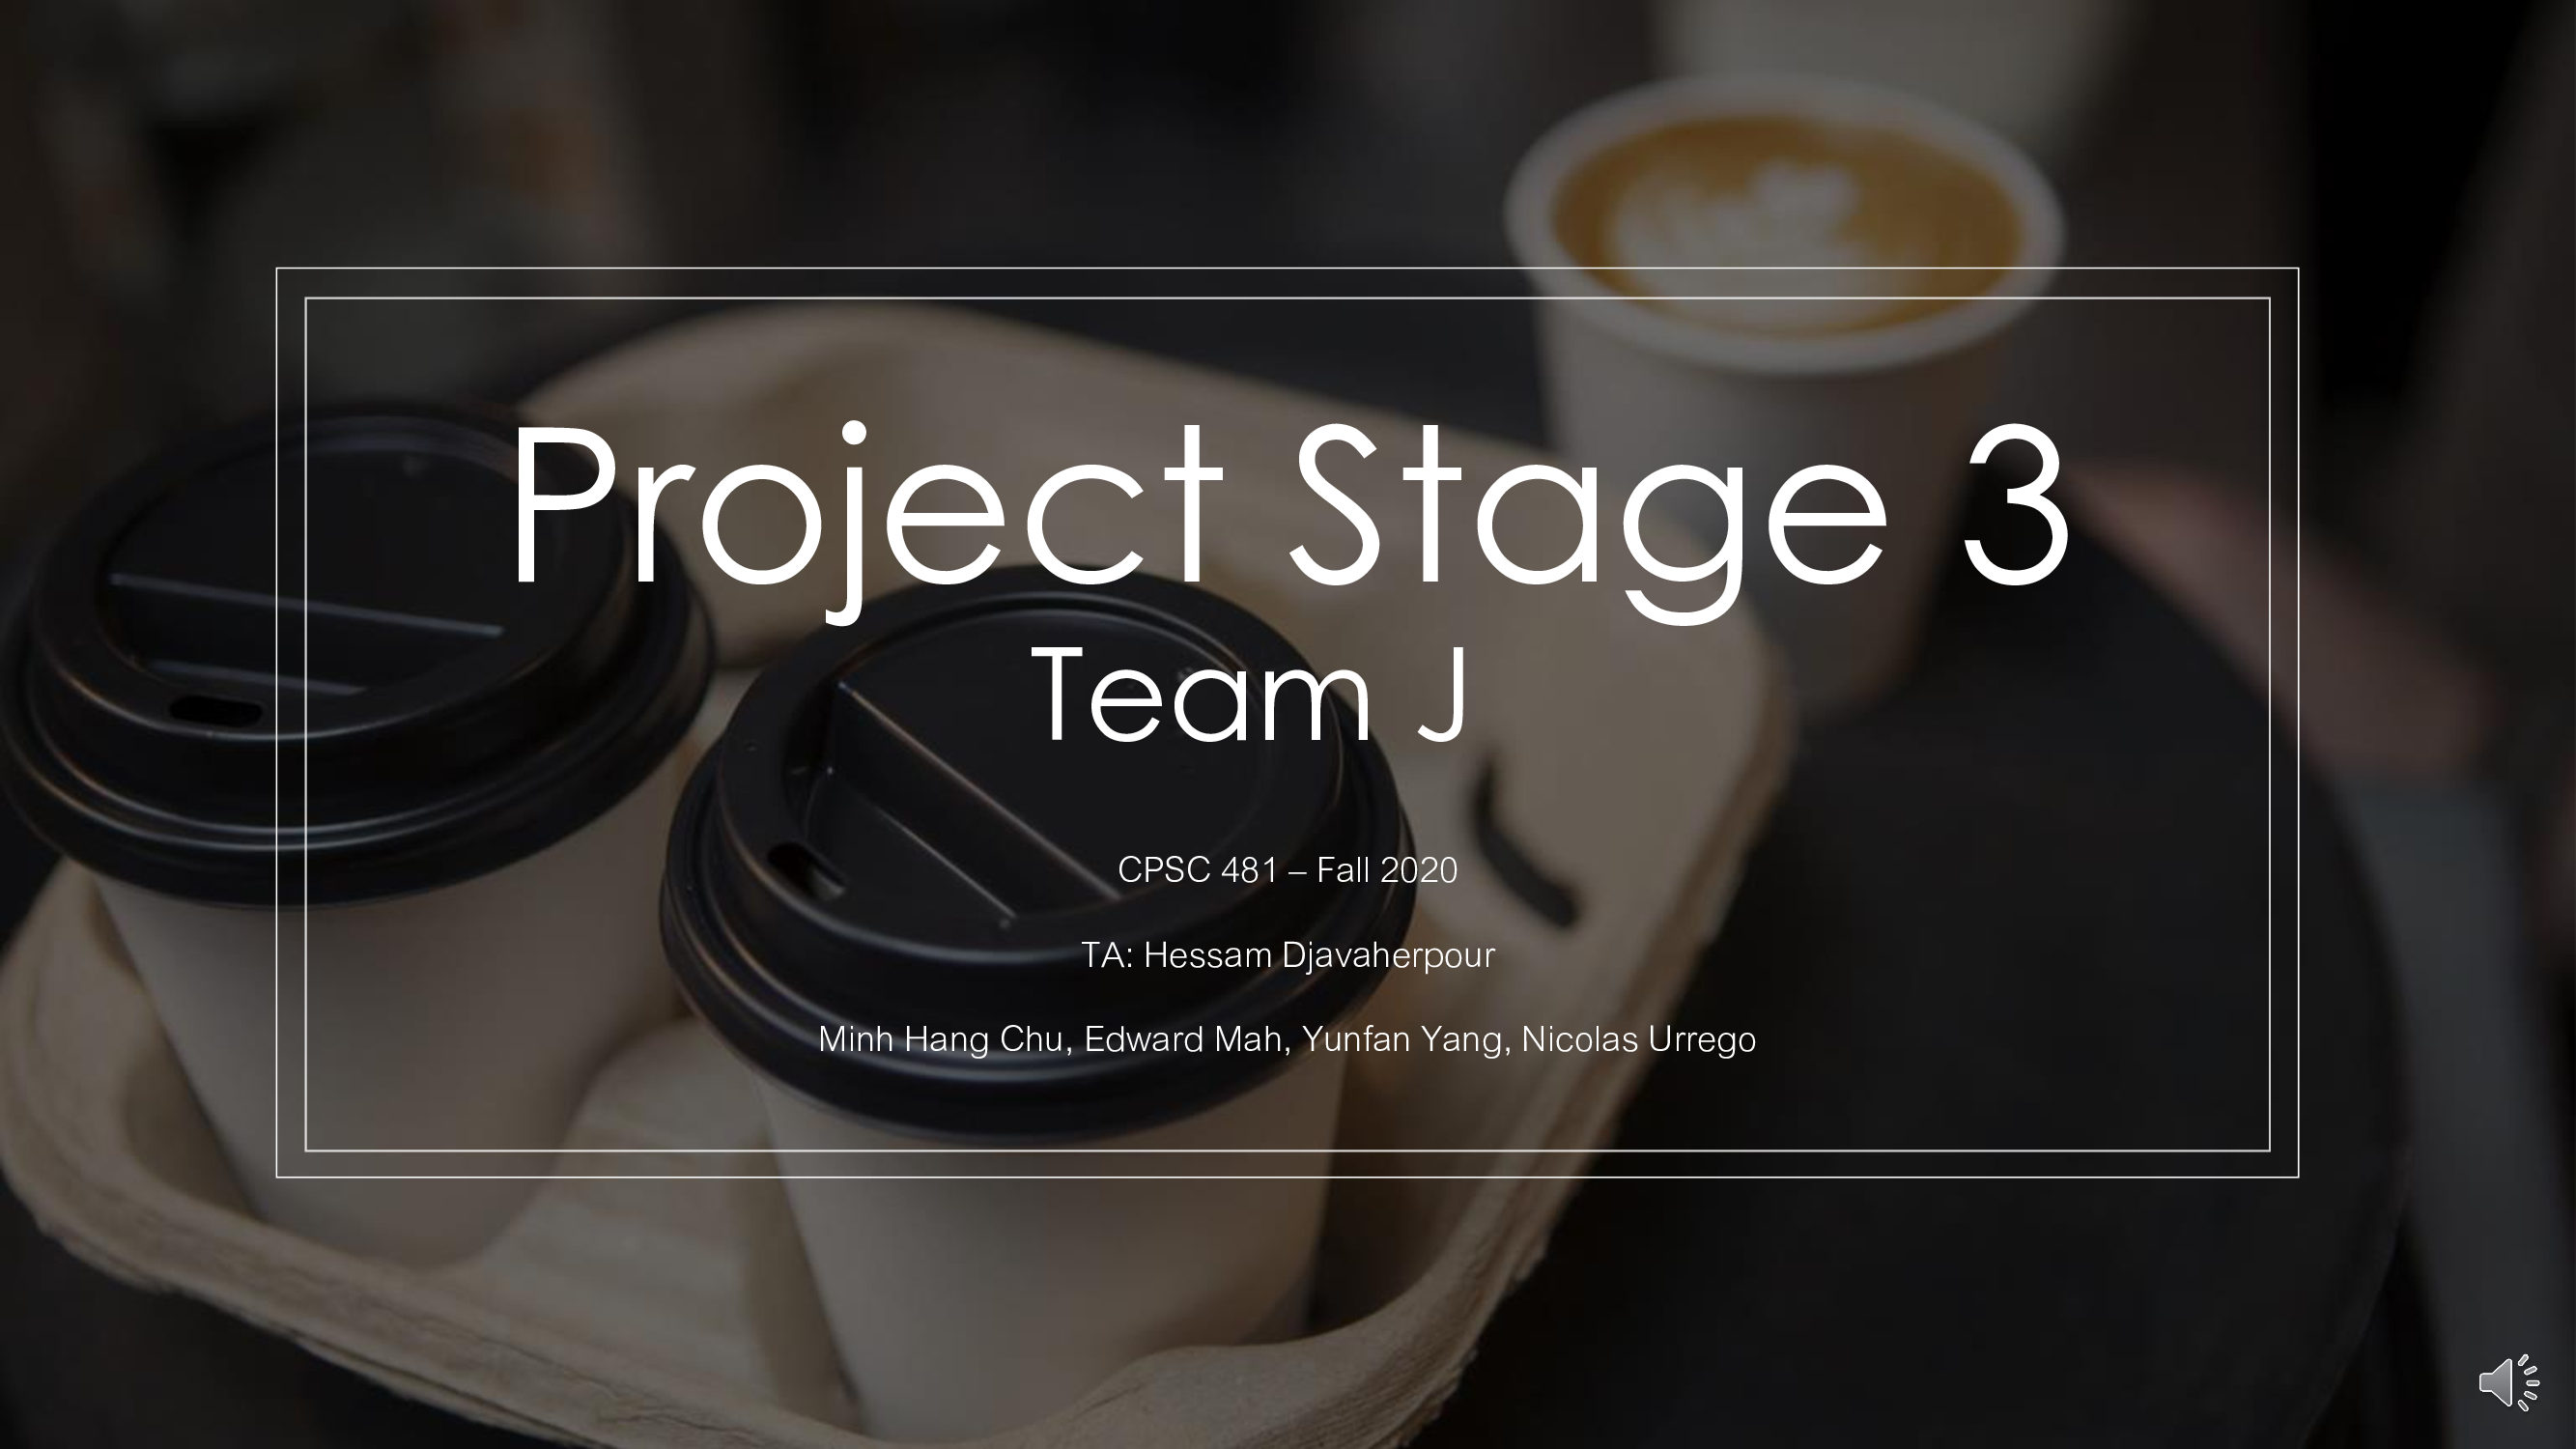 Project Stage 3
Team J
CPSC 481 – Fall 2020
TA: Hessam Djavaherpour
Minh Hang Chu, Edward Mah, Yunfan Yang, Nicolas Urrego